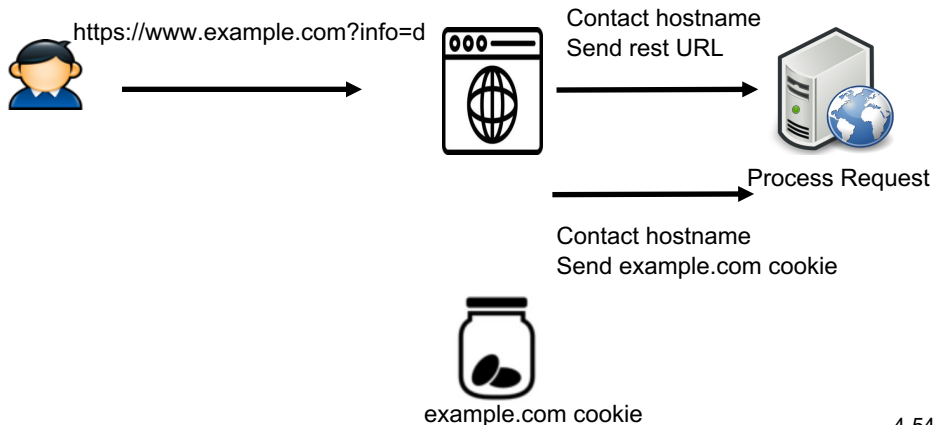 https://www.example.com?info=d
Contact hostname
Send rest URL
Process Request
Contact hostname
Send example.com cookie
example.com cookie
4-54